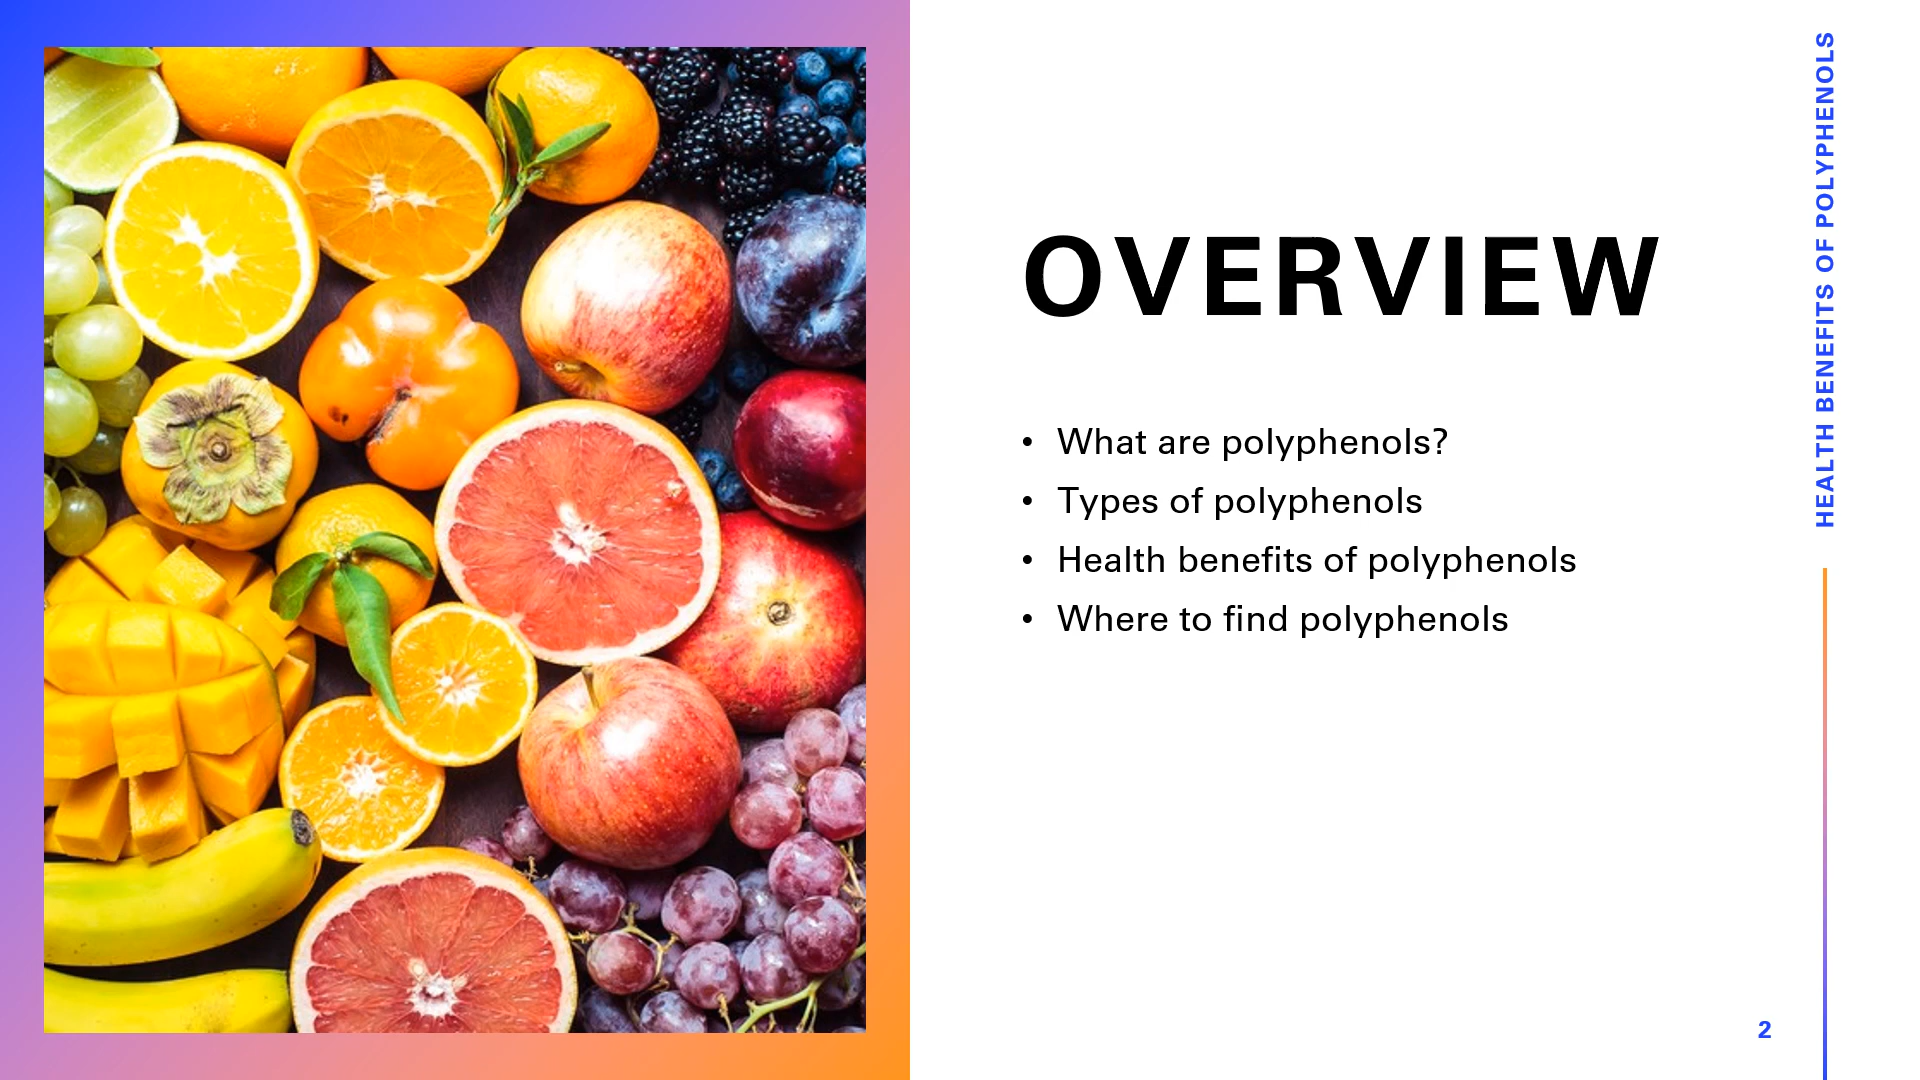 OVERVIEW
• What are polyphenols?
• Types of polyphenols
• Health benefits of polyphenols
• Where to find polyphenols
HEALTH BENEFITS OF POLYPHENOLS
2